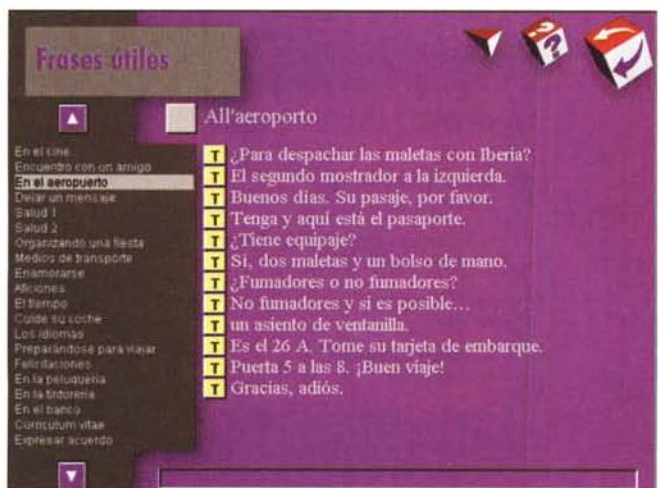 Frases útiles
All'aeroporto
En el cine
Encuentro con un amigo
En el aeropuerto
Dejar un mensaje
Salud 1
Salud 2
Organizando una fiesta
Medios de transporte
Enamorarse
Aficiones
El tiempo
Cuide su coche
Los idiomas
Preparándose para viajar
Felicitaciones
En la peluquería
En la tintorería
En el banco
Curriculum vitae
Expresar acuerdo
T ¿Para despachar las maletas con Iberia?
T El segundo mostrador a la izquierda.
T Buenos días. Su pasaje, por favor.
T Tenga y aquí está el pasaporte.
T ¿Tiene equipaje?
T Sí, dos maletas y un bolso de mano.
T ¿Fumadores o no fumadores?
T No fumadores y si es posible…
T un asiento de ventanilla.
T Es el 26 A. Tome su tarjeta de embarque.
T Puerta 5 a las 8. ¡Buen viaje!
T Gracias, adiós.
? ?